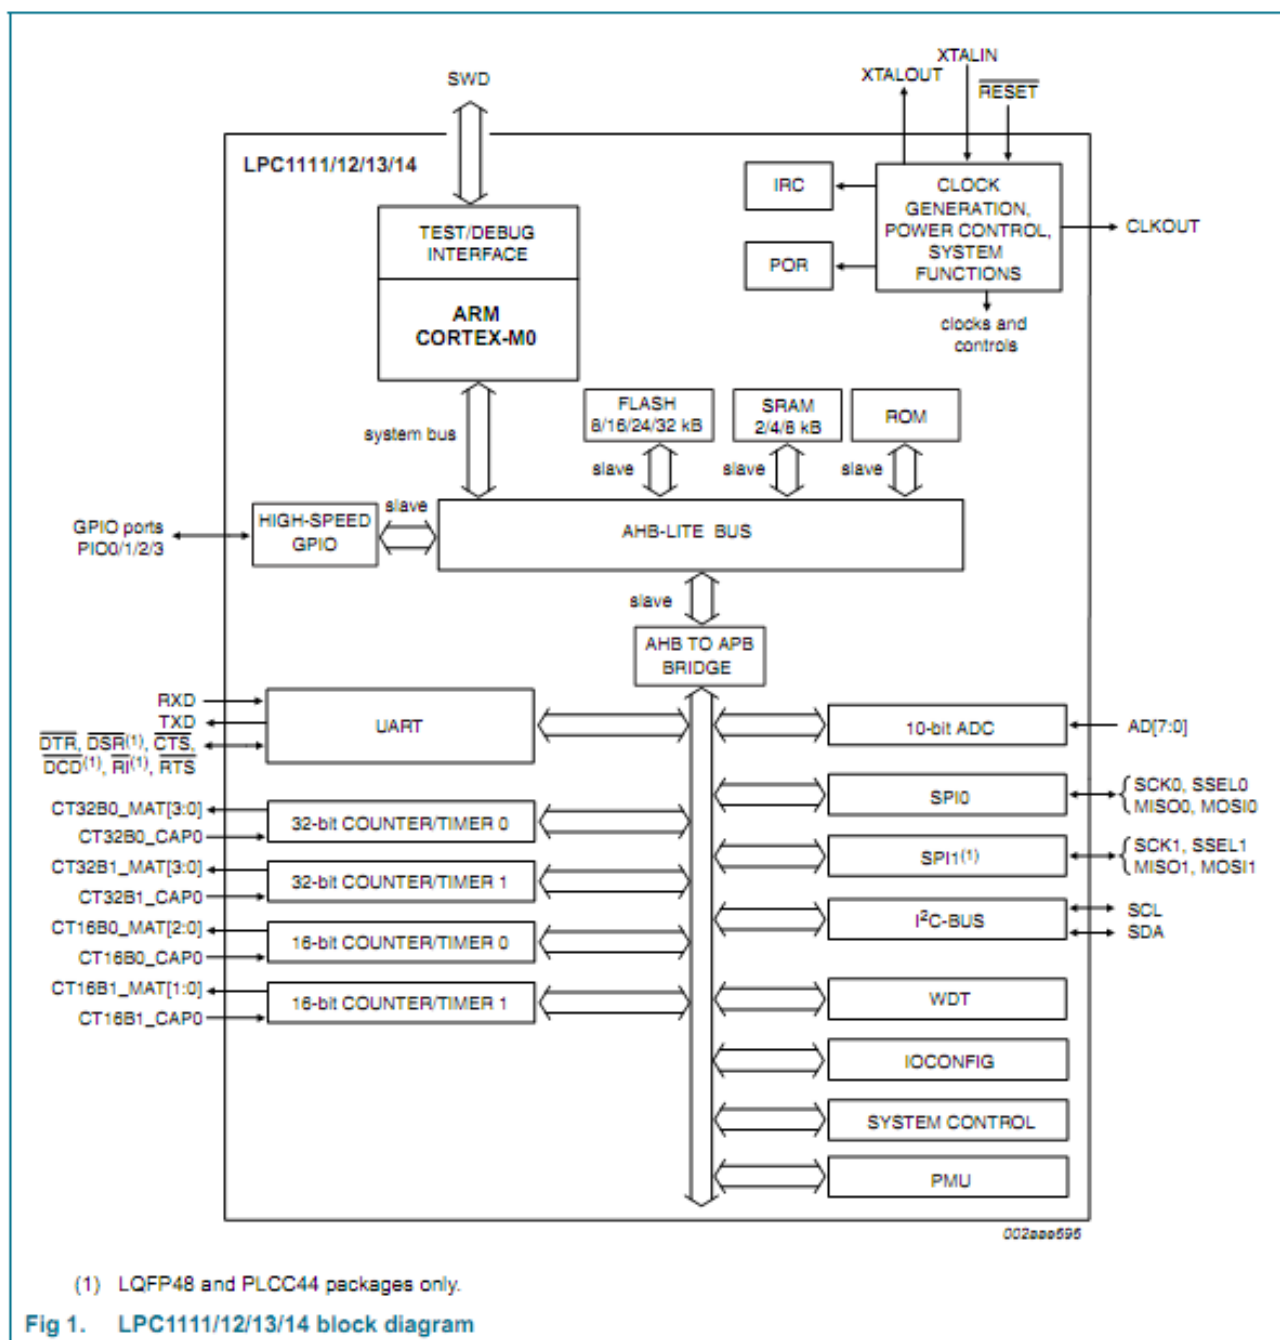 SWD
XTALIN
XTALOUT
RESET
LPC1111/12/13/14
IRC
CLOCK
GENERATION,
POWER CONTROL,
SYSTEM
FUNCTIONS
CLKOUT
TEST/DEBUG
INTERFACE
POR
ARM
CORTEX-M0
clocks and
controls
FLASH
8/16/24/32 kB
SRAM
2/4/8 kB
ROM
system bus
slave
slave
slave
slave
GPIO ports
PIO0/1/2/3
HIGH-SPEED
GPIO
AHB-LITE BUS
slave
AHB TO APB
BRIDGE
RXD
TXD
DTR, DSR(1), CTS,
DCD(1), RI(1), RTS
UART
10-bit ADC
AD[7:0]
CT32B0_MAT[3:0]
CT32B0_CAP0
32-bit COUNTER/TIMER 0
SPI0
SCK0, SSEL0
MISO0, MOSI0
CT32B1_MAT[3:0]
CT32B1_CAP0
32-bit COUNTER/TIMER 1
SPI1(1)
SCK1, SSEL1
MISO1, MOSI1
CT16B0_MAT[2:0]
CT16B0_CAP0
16-bit COUNTER/TIMER 0
I2C-BUS
SCL
SDA
CT16B1_MAT[1:0]
CT16B1_CAP0
16-bit COUNTER/TIMER 1
WDT
IOCONFIG
SYSTEM CONTROL
PMU
002aae696
(1) LQFP48 and PLCC44 packages only.
Fig 1. LPC1111/12/13/14 block diagram